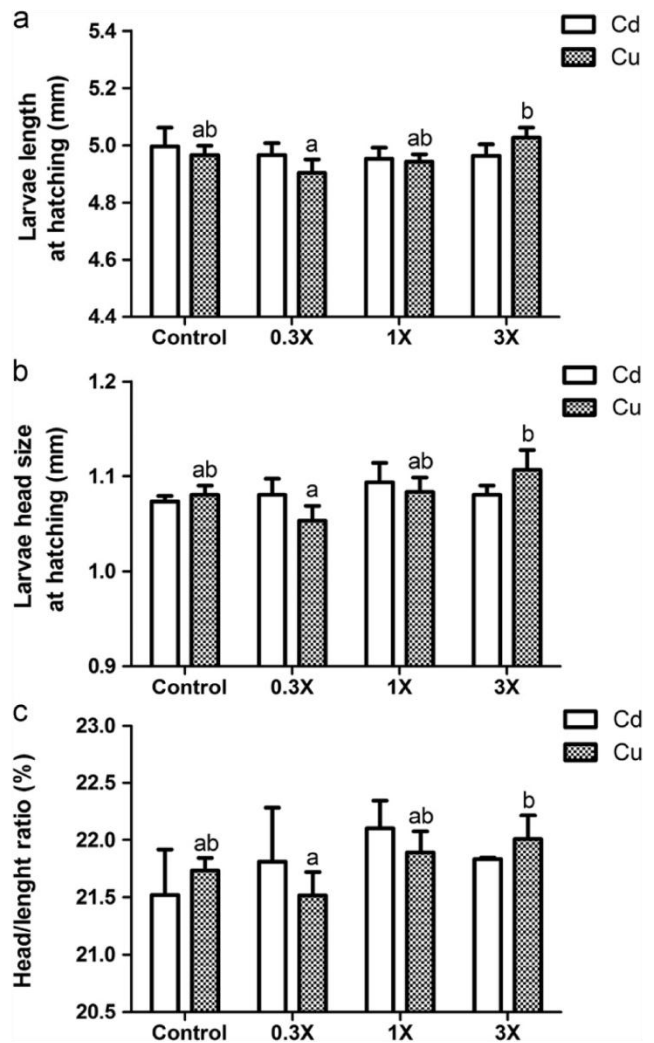 a
Larvae length
at hatching (mm)
5.4
5.2
5.0
4.8
4.6
4.4
ab
a
ab
b
Control 0.3X 1X 3X
Cd
Cu
b
Larvae head size
at hatching (mm)
1.2
1.1
1.0
0.9
ab
a
ab
b
Control 0.3X 1X 3X
Cd
Cu
c
Head/lenght ratio (%)
23.0
22.5
22.0
21.5
21.0
20.5
ab
a
ab
b
Control 0.3X 1X 3X
Cd
Cu